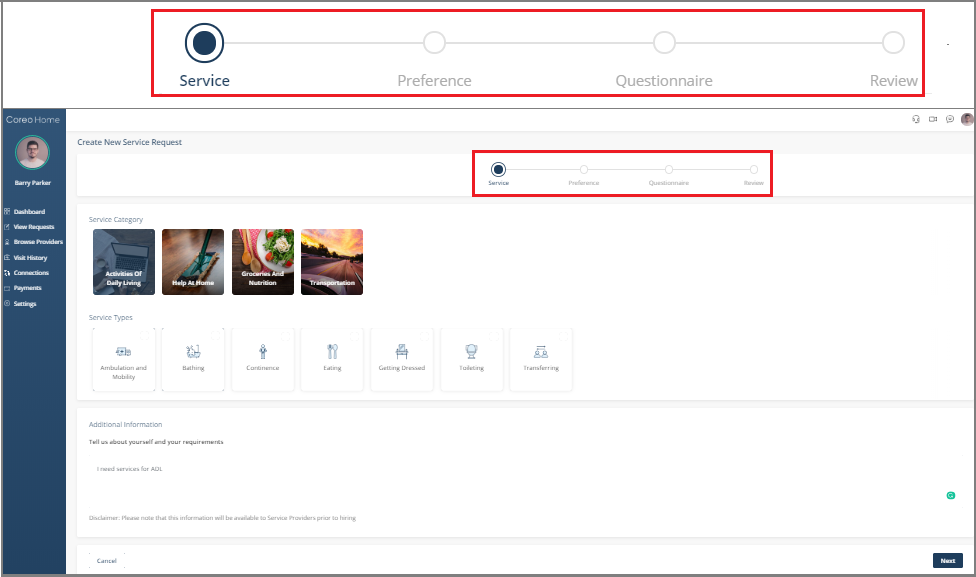 Service Preference Questionnaire Review
Coreo Home
Barry Parker
Dashboard
View Requests
Browse Providers
Visit History
Connections
Payments
Settings
Create New Service Request
Service Preference Questionnaire Review
Service Category
Activities Of
Daily Living
Help At Home
Groceries And
Nutrition
Transportation
Service Types
Ambulation and
Mobility
Bathing
Continence
Eating
Getting Dressed
Toileting
Transferring
Additional Information
Tell us about yourself and your requirements
I need services for ADL
Disclaimer: Please note that this information will be available to Service Providers prior to hiring
Cancel
Next